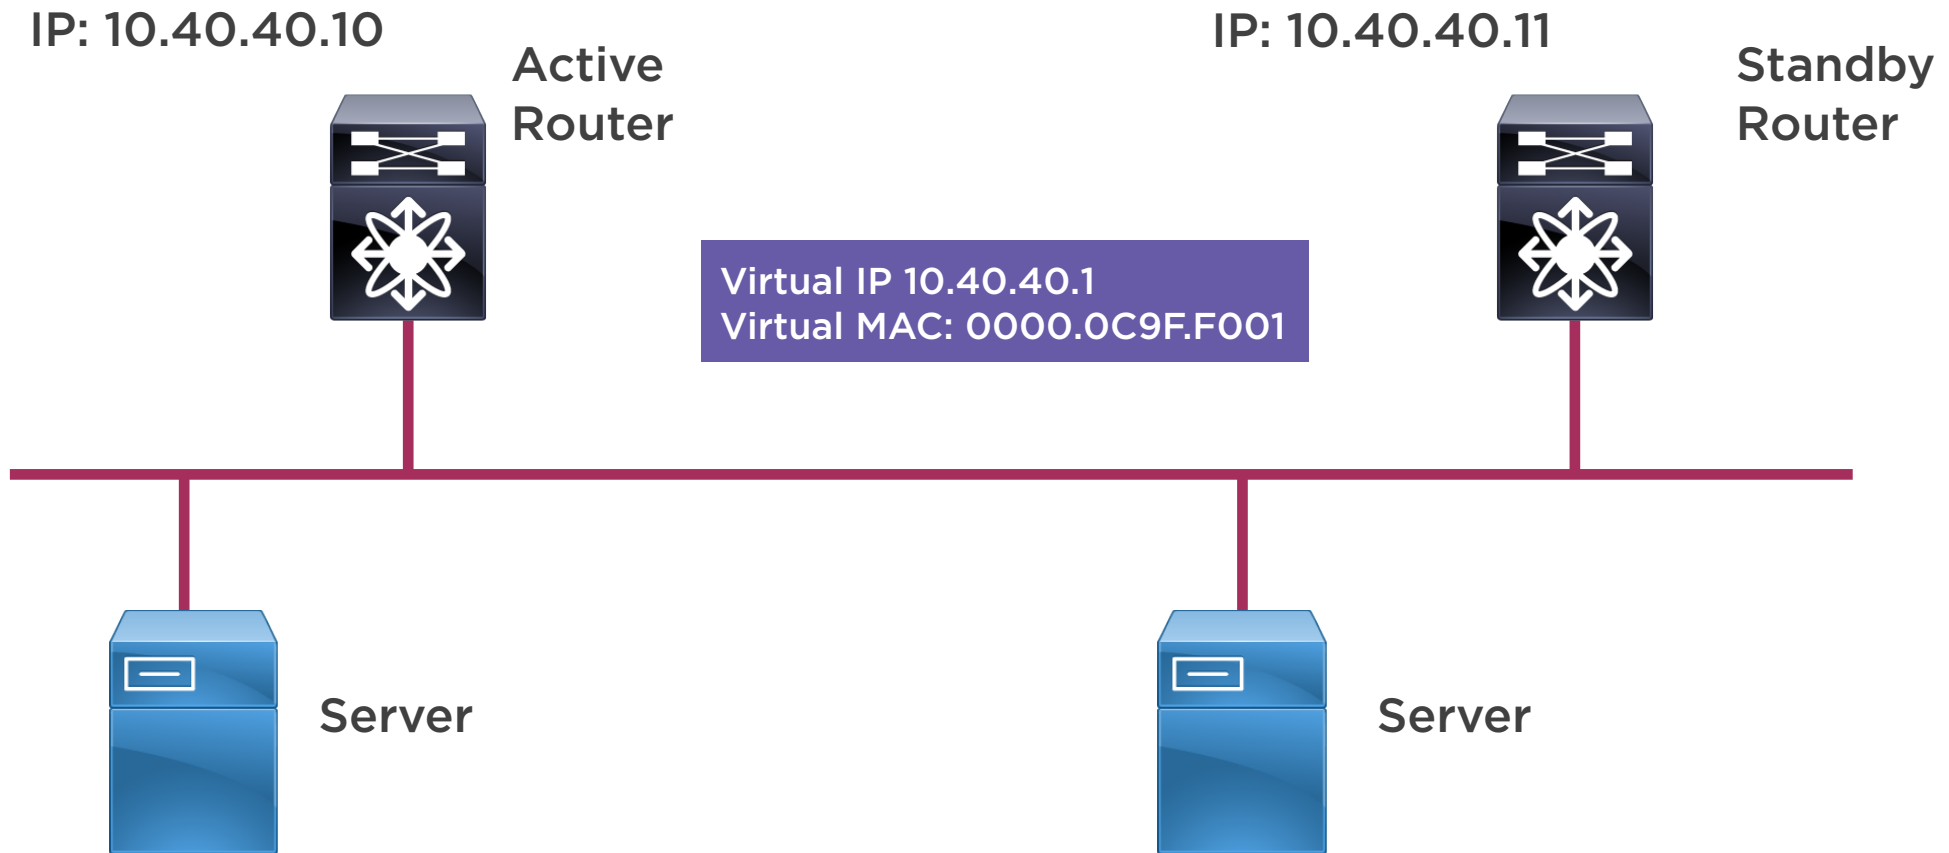 IP: 10.40.40.10
Active
Router
IP: 10.40.40.11
Standby
Router
Virtual IP 10.40.40.1
Virtual MAC: 0000.0C9F.F001
Server
Server